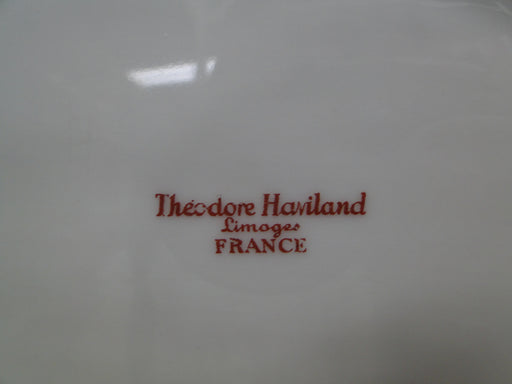 Theodore Haviland
Limoges
FRANCE